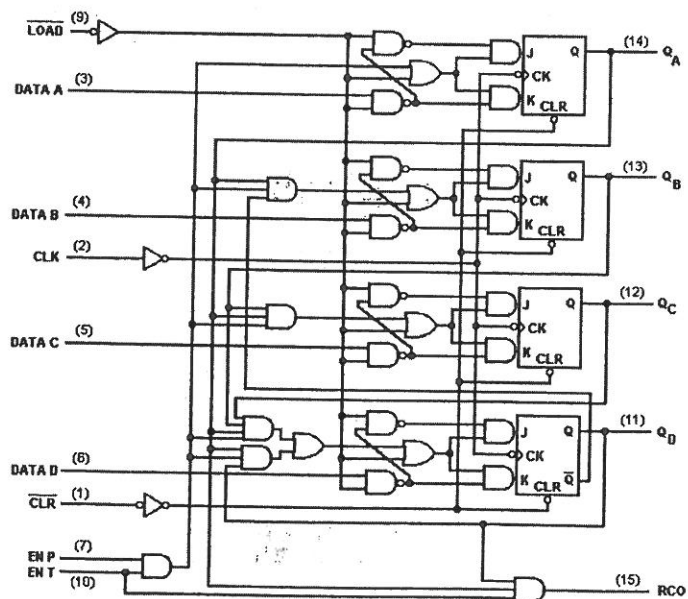 (9)
LOAD
(3)
DATA A
J
Q
CK
K
CLR
(14)
Q A
(4)
DATA B
J
Q
CK
K
CLR
(13)
Q B
(2)
CLK
(5)
DATA C
J
Q
CK
K
CLR
(12)
Q C
(6)
DATA D
J
Q
CK
K
Q̅
CLR
(11)
Q D
(1)
CLR
(7)
EN P
EN T
(10)
(15)
RCO